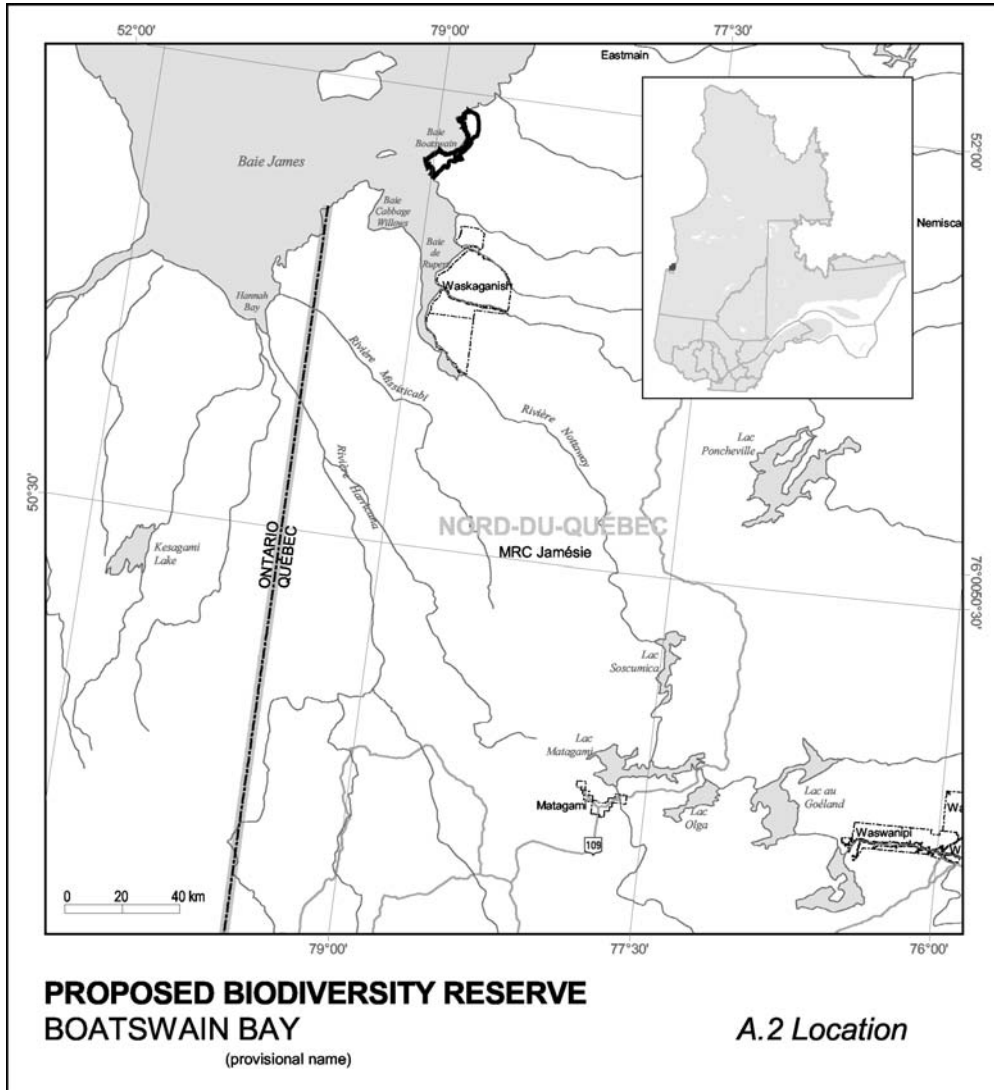 52°00'
79°00'
77°30'
Eastmain
Baie
Boatswain
Baie James
52°00'
Baie
Cabbage
Willows
Nemisca
Baie
de
Rupert
Waskaganish
Hannah
Bay
Rivière Missisicabi
Rivière Nottaway
Lac
Poncheville
Rivière Harricana
50°30'
NORD-DU-QUÉBEC
MRC Jamésie
ONTARIO
QUÉBEC
Kesagami
Lake
76°00
50°30'
Lac
Soscumica
Lac
Matagami
Matagami
Lac
Olga
Lac au
Goéland
Wa
Waswanipi
W
109
0 20 40 km
79°00'
77°30'
76°00'
PROPOSED BIODIVERSITY RESERVE
BOATSWAIN BAY
(provisional name)
A.2 Location